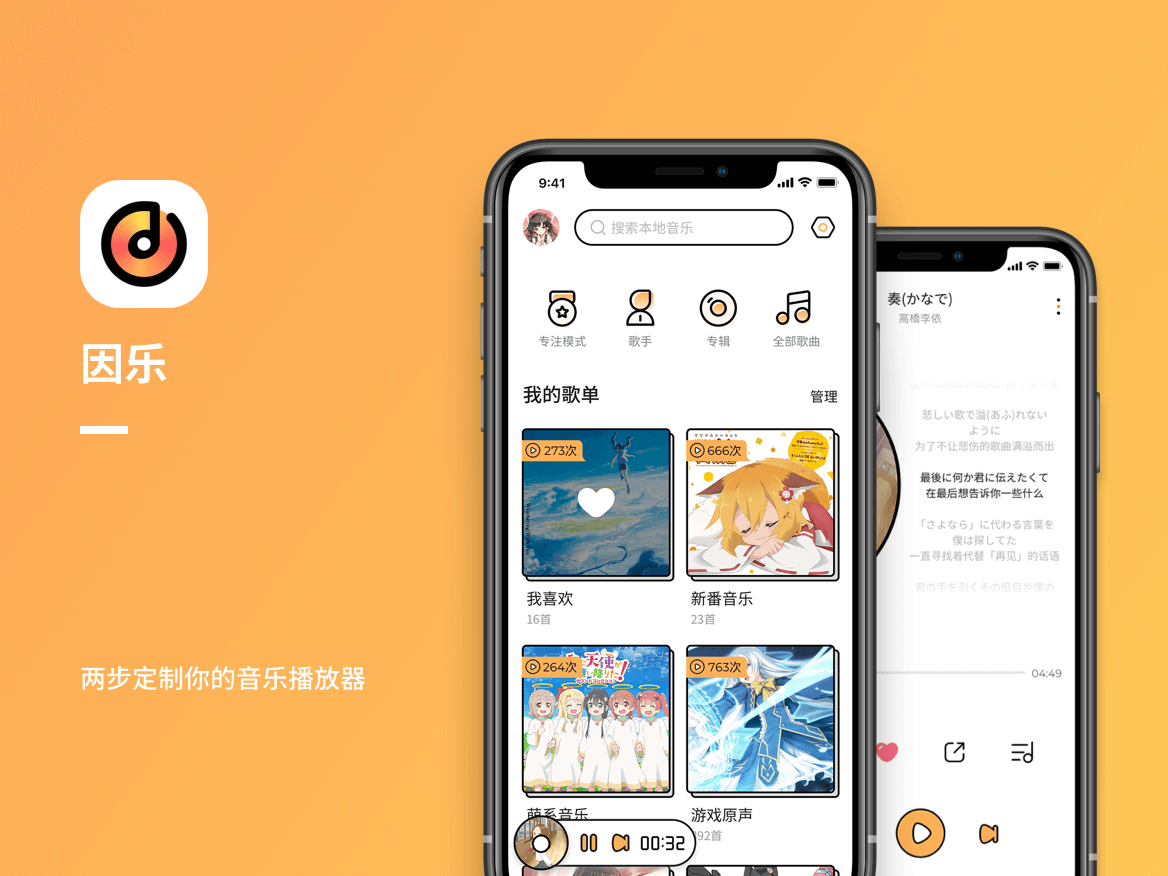 因乐
两步定制你的音乐播放器
9:41
搜索本地音乐
专注模式
歌手
专辑
全部歌曲
我的歌单
管理
273次
666次
我喜欢
16首
新番音乐
23首
264次
天使が
763次
萌系音乐
游戏原声
92首
00:32
奏(かなで)
高橋李依
悲しい歌で溢(あふ)れない
ように
为了不让悲伤的歌曲满溢而出
最後に何か君に伝えたくて
在最后想告诉你一些什么
「さよなら」に代わる言葉を
僕は探してた
一直寻找着代替「再见」的话语
君の手を引くその役目が僕の
04:49